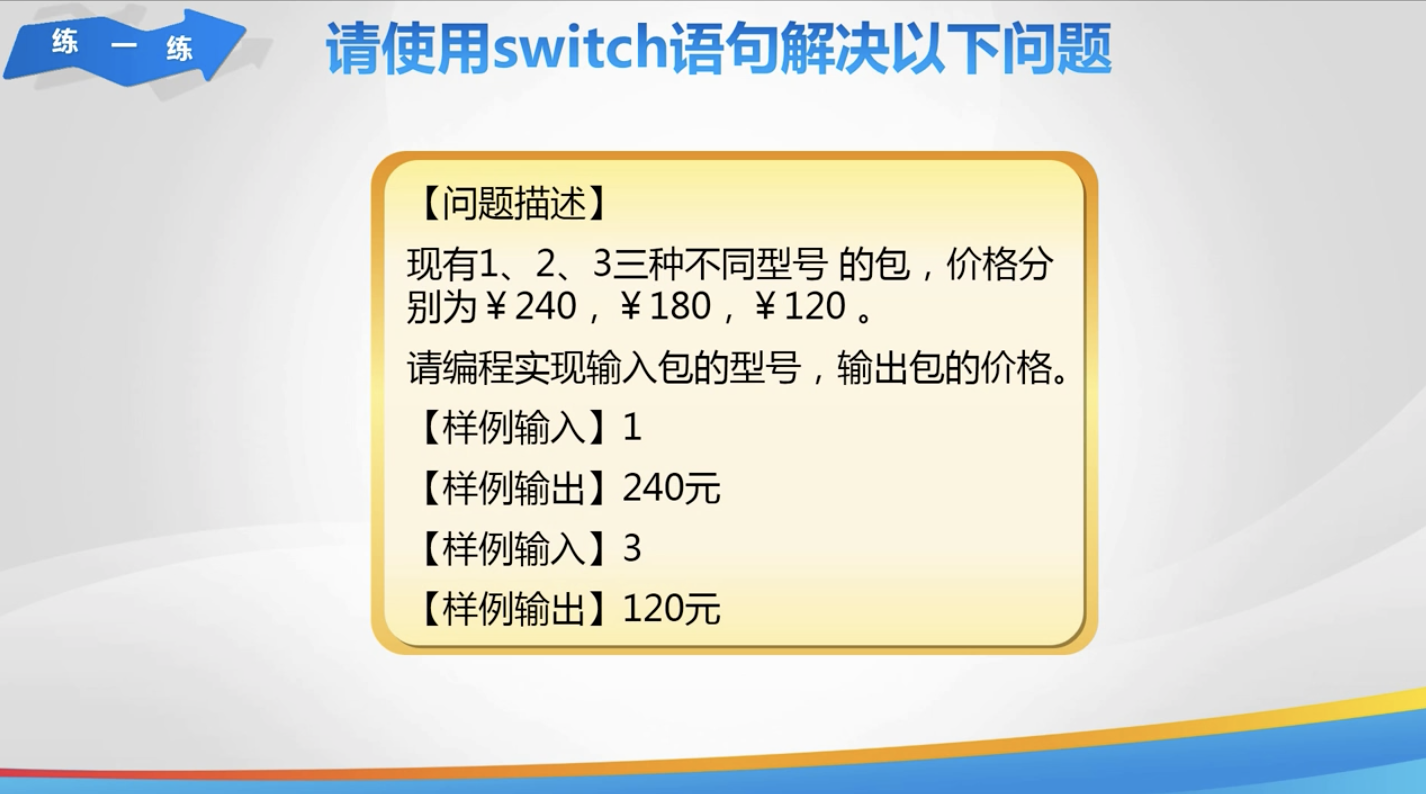 练一练
请使用switch语句解决以下问题
【问题描述】
现有1、2、3三种不同型号 的包，价格分
别为￥240，￥180，￥120 。
请编程实现输入包的型号，输出包的价格。
【样例输入】1
【样例输出】240元
【样例输入】3
【样例输出】120元